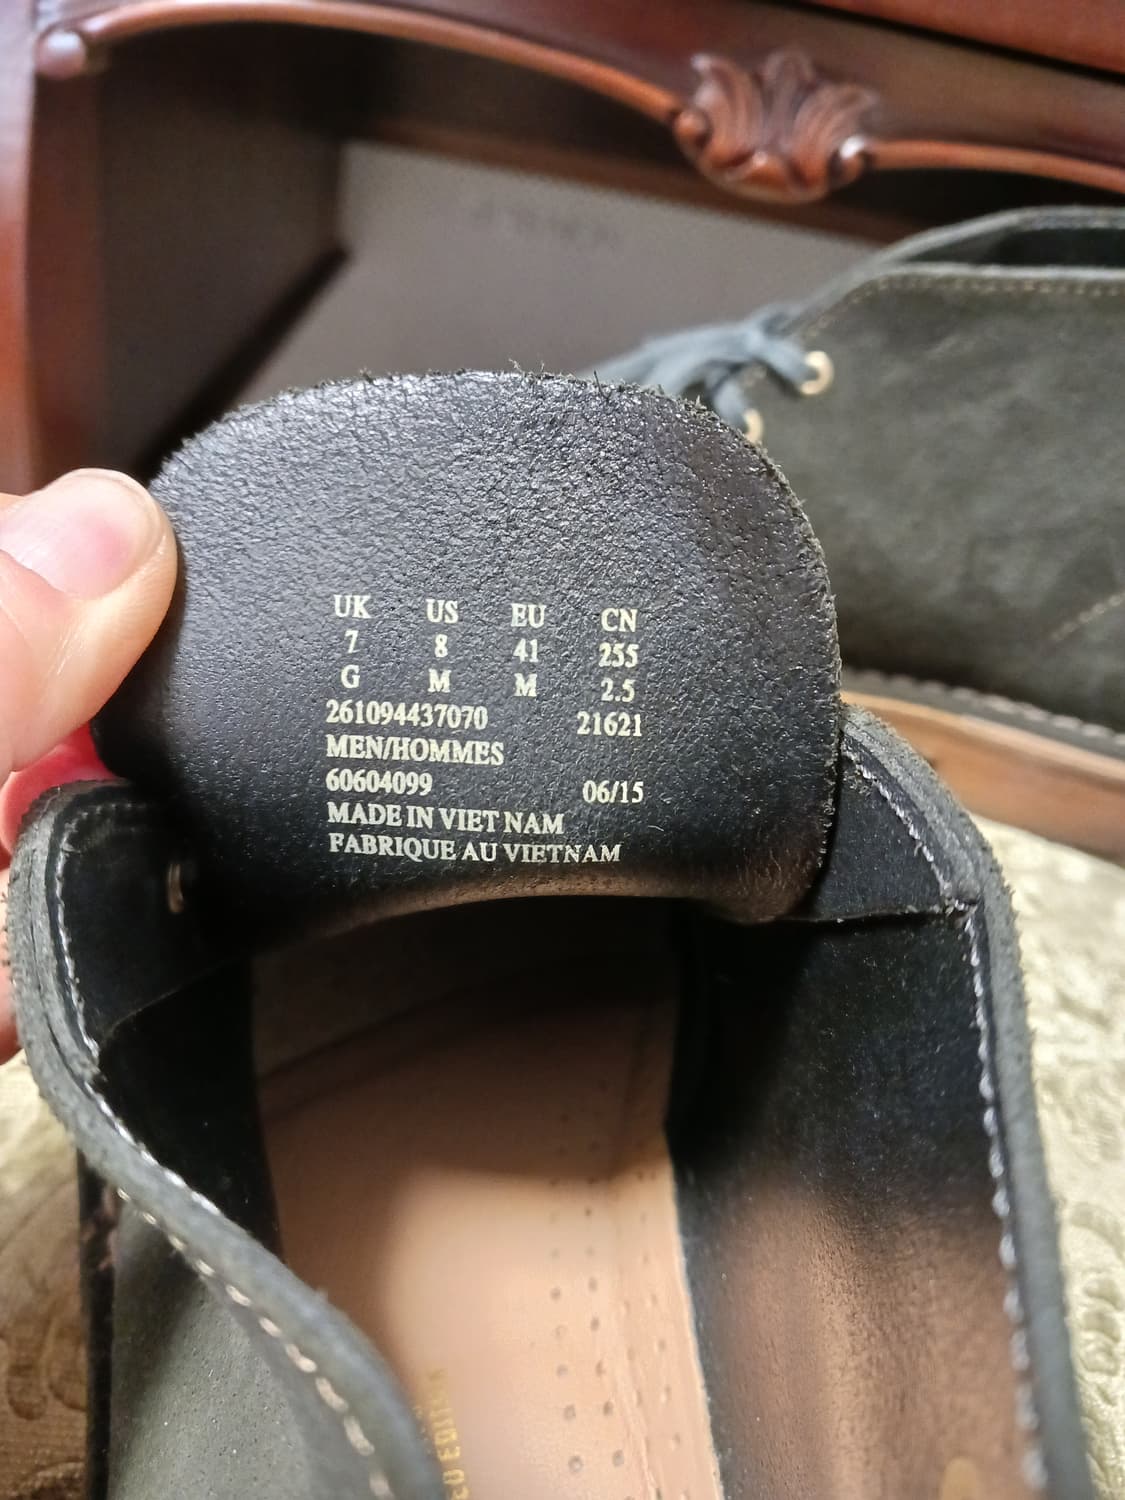 UK US EU CN
7 8 41 255
G M M 2.5
261094437070 21621
MEN/HOMMES
60604099 06/15
MADE IN VIET NAM
FABRIQUE AU VIETNAM